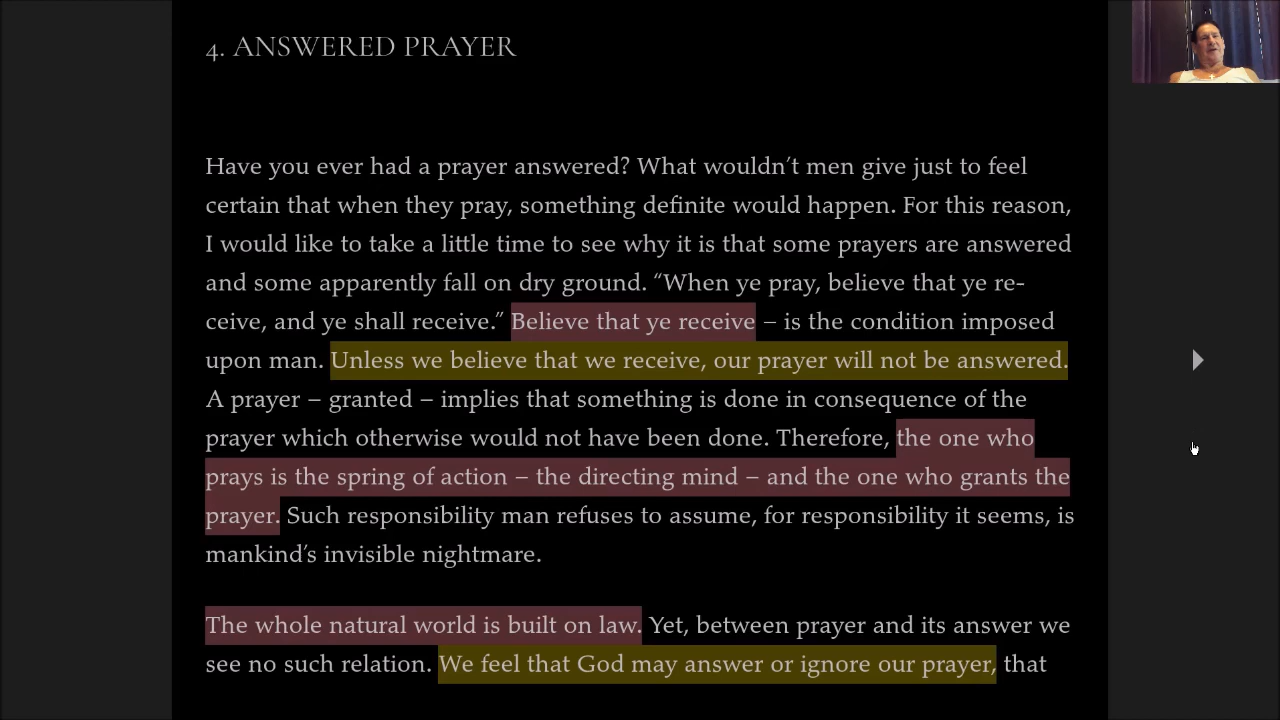 4. ANSWERED PRAYER
Have you ever had a prayer answered? What wouldn’t men give just to feel
certain that when they pray, something definite would happen. For this reason,
I would like to take a little time to see why it is that some prayers are answered
and some apparently fall on dry ground. “When ye pray, believe that ye re-
ceive, and ye shall receive.” Believe that ye receive – is the condition imposed
upon man. Unless we believe that we receive, our prayer will not be answered.
A prayer – granted – implies that something is done in consequence of the
prayer which otherwise would not have been done. Therefore, the one who
prays is the spring of action – the directing mind – and the one who grants the
prayer. Such responsibility man refuses to assume, for responsibility it seems, is
mankind’s invisible nightmare.
The whole natural world is built on law. Yet, between prayer and its answer we
see no such relation. We feel that God may answer or ignore our prayer, that